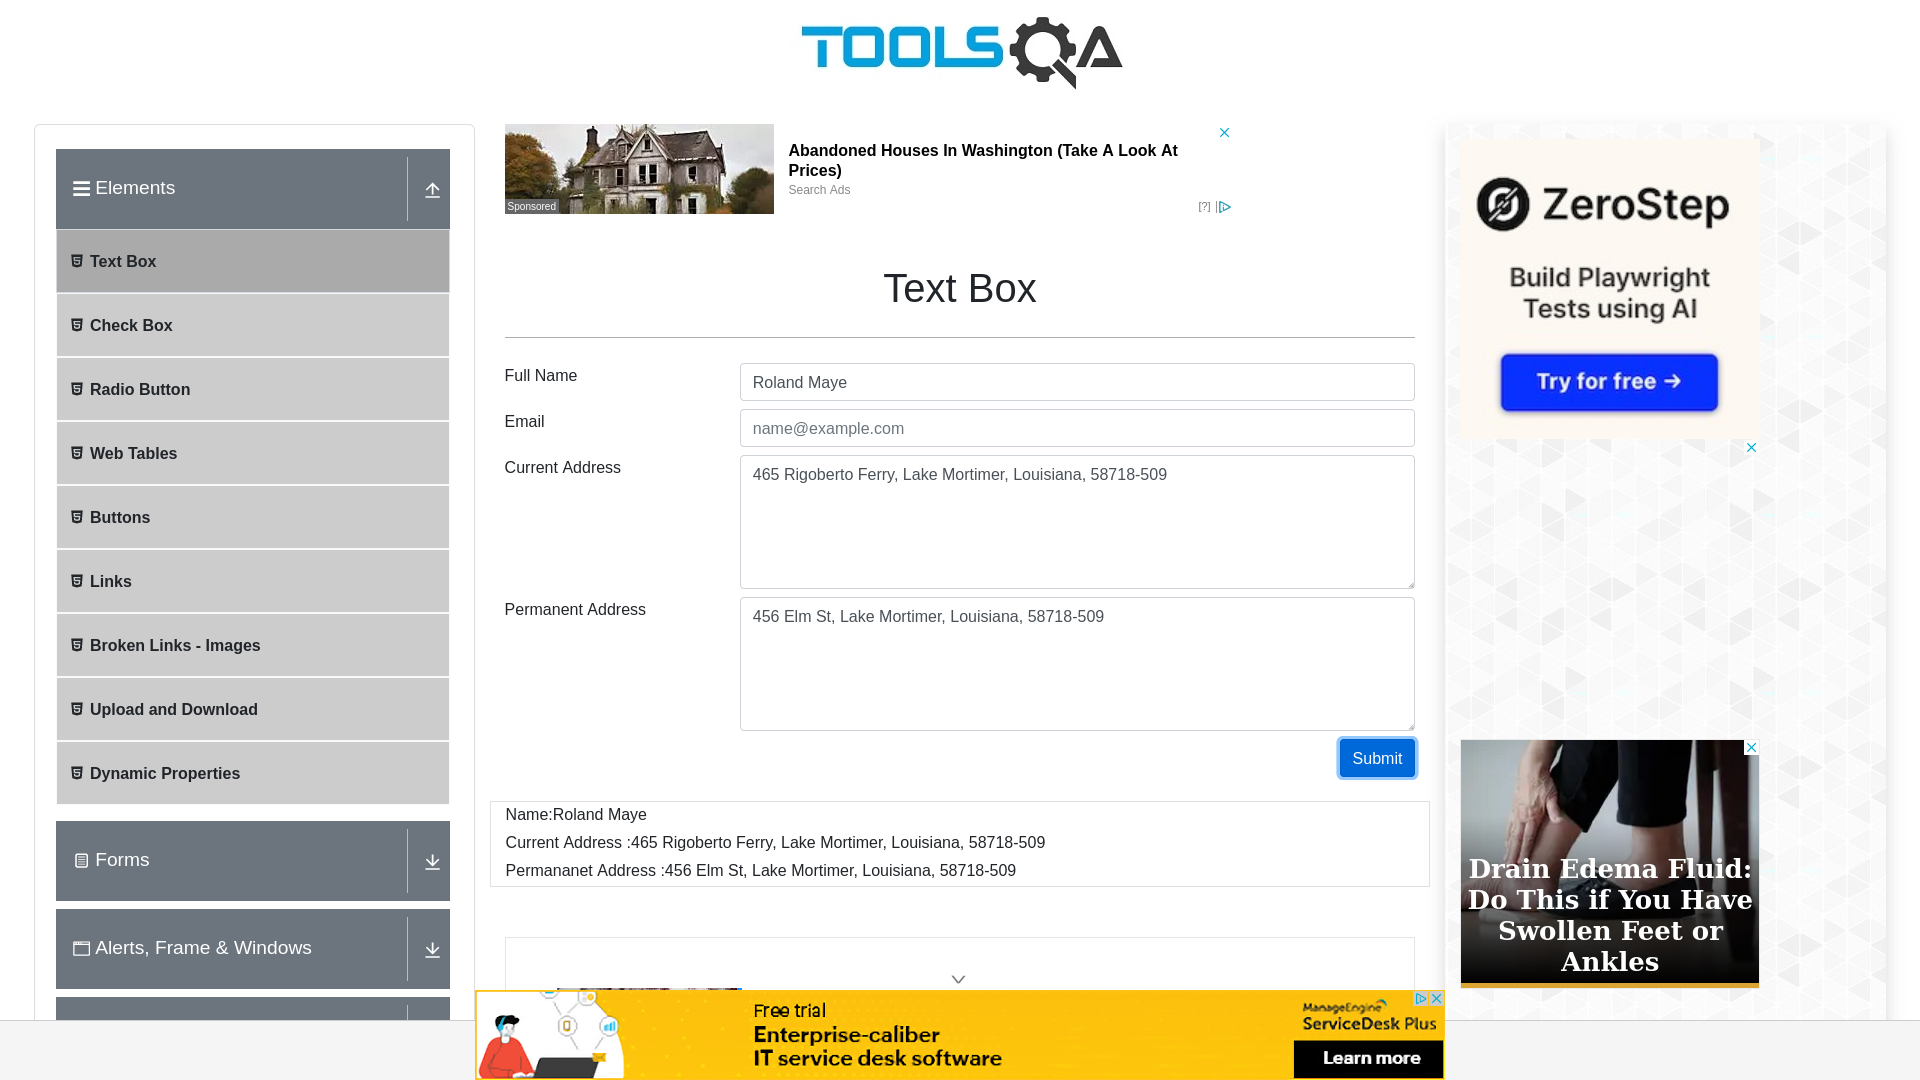 TOOLSQA
Elements
Text Box
Check Box
Radio Button
Web Tables
Buttons
Links
Broken Links - Images
Upload and Download
Dynamic Properties
Forms
Alerts, Frame & Windows
Sponsored
Abandoned Houses In Washington (Take A Look At
Prices)
Search Ads
[?]
Text Box
Full Name
Roland Maye
Email
name@example.com
Current Address
465 Rigoberto Ferry, Lake Mortimer, Louisiana, 58718-509
Permanent Address
456 Elm St, Lake Mortimer, Louisiana, 58718-509
Submit
Name:Roland Maye
Current Address :465 Rigoberto Ferry, Lake Mortimer, Louisiana, 58718-509
Permananet Address :456 Elm St, Lake Mortimer, Louisiana, 58718-509
ZeroStep
Build Playwright
Tests using AI
Try for free →
Drain Edema Fluid:
Do This if You Have
Swollen Feet or
Ankles
Free trial
Enterprise-caliber
IT service desk software
ManageEngine
ServiceDesk Plus
Learn more